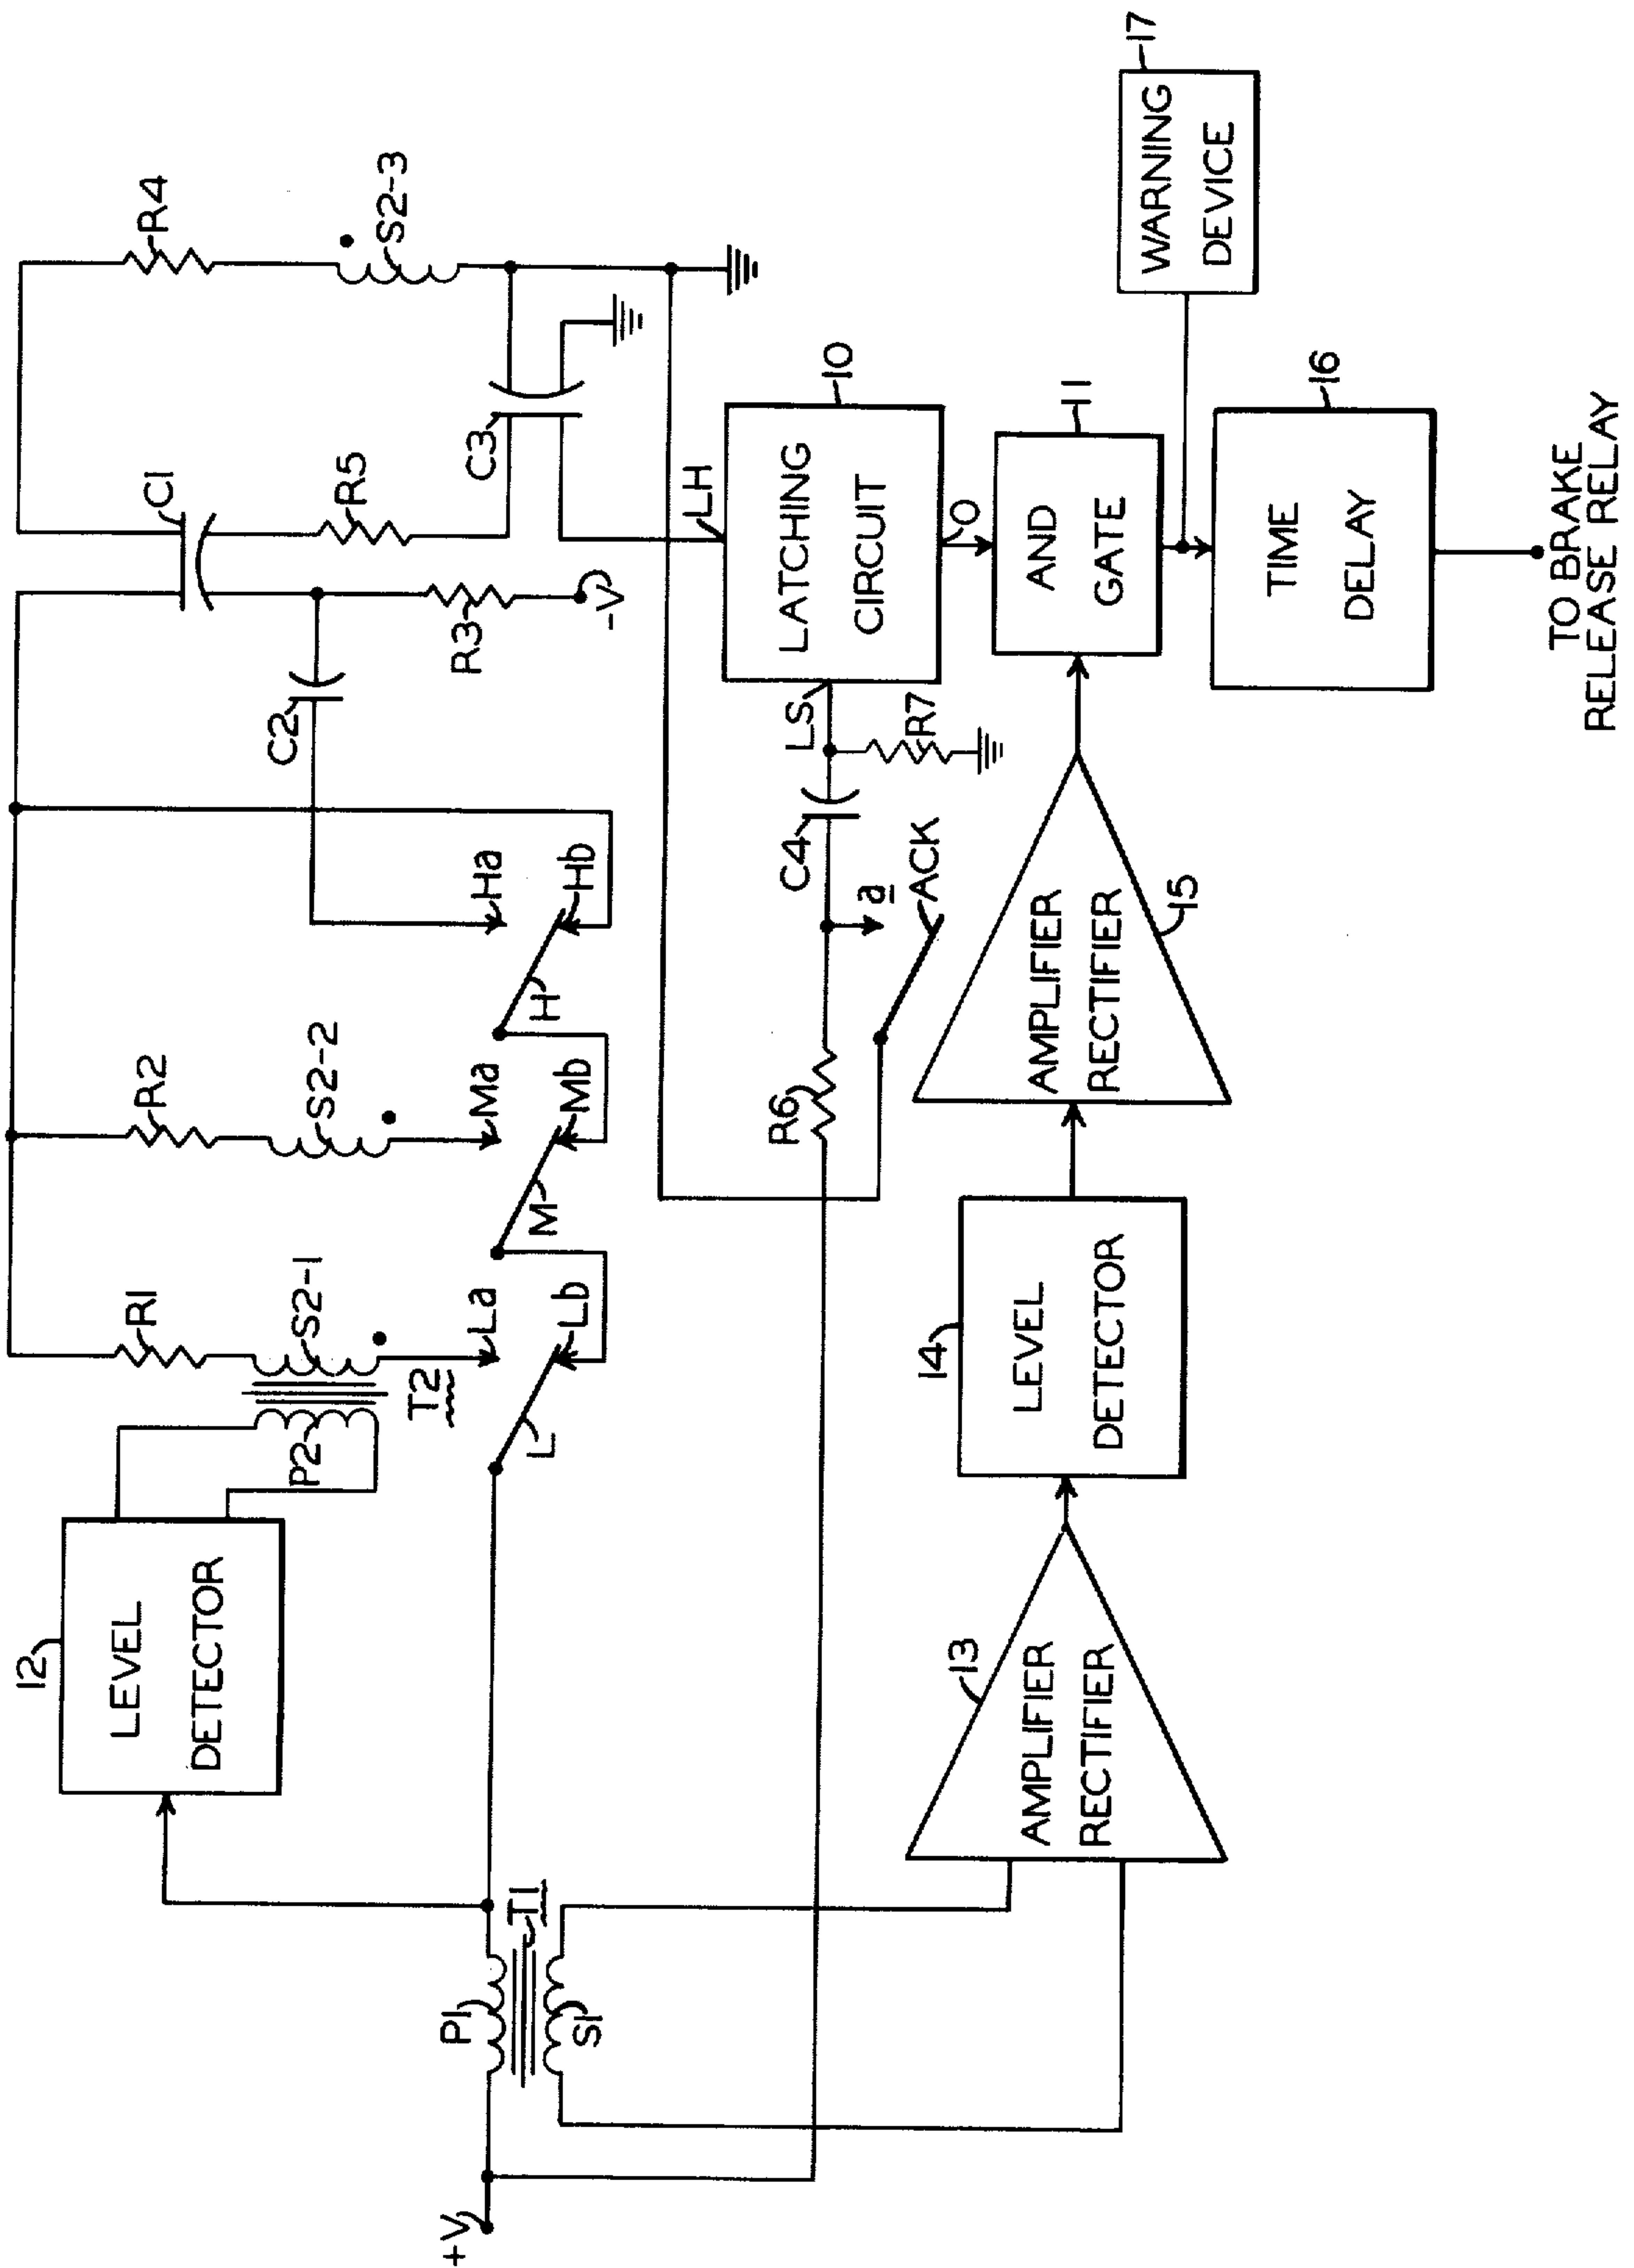 12
LEVEL
DETECTOR
P2
T2
R1
S2-1
La
Lb
L
R2
S2-2
Ma
Mb
M
Ha
Hb
H
C2
C1
R3
-V
R5
R4
S2-3
C3
LH
+V
P1
T1
S1
R6
a
ACK
C4
LS
R7
LATCHING
CIRCUIT
10
O
AND
GATE
11
13
AMPLIFIER
RECTIFIER
14
LEVEL
DETECTOR
AMPLIFIER
RECTIFIER
15
TIME
DELAY
16
WARNING
DEVICE
17
TO BRAKE
RELEASE RELAY